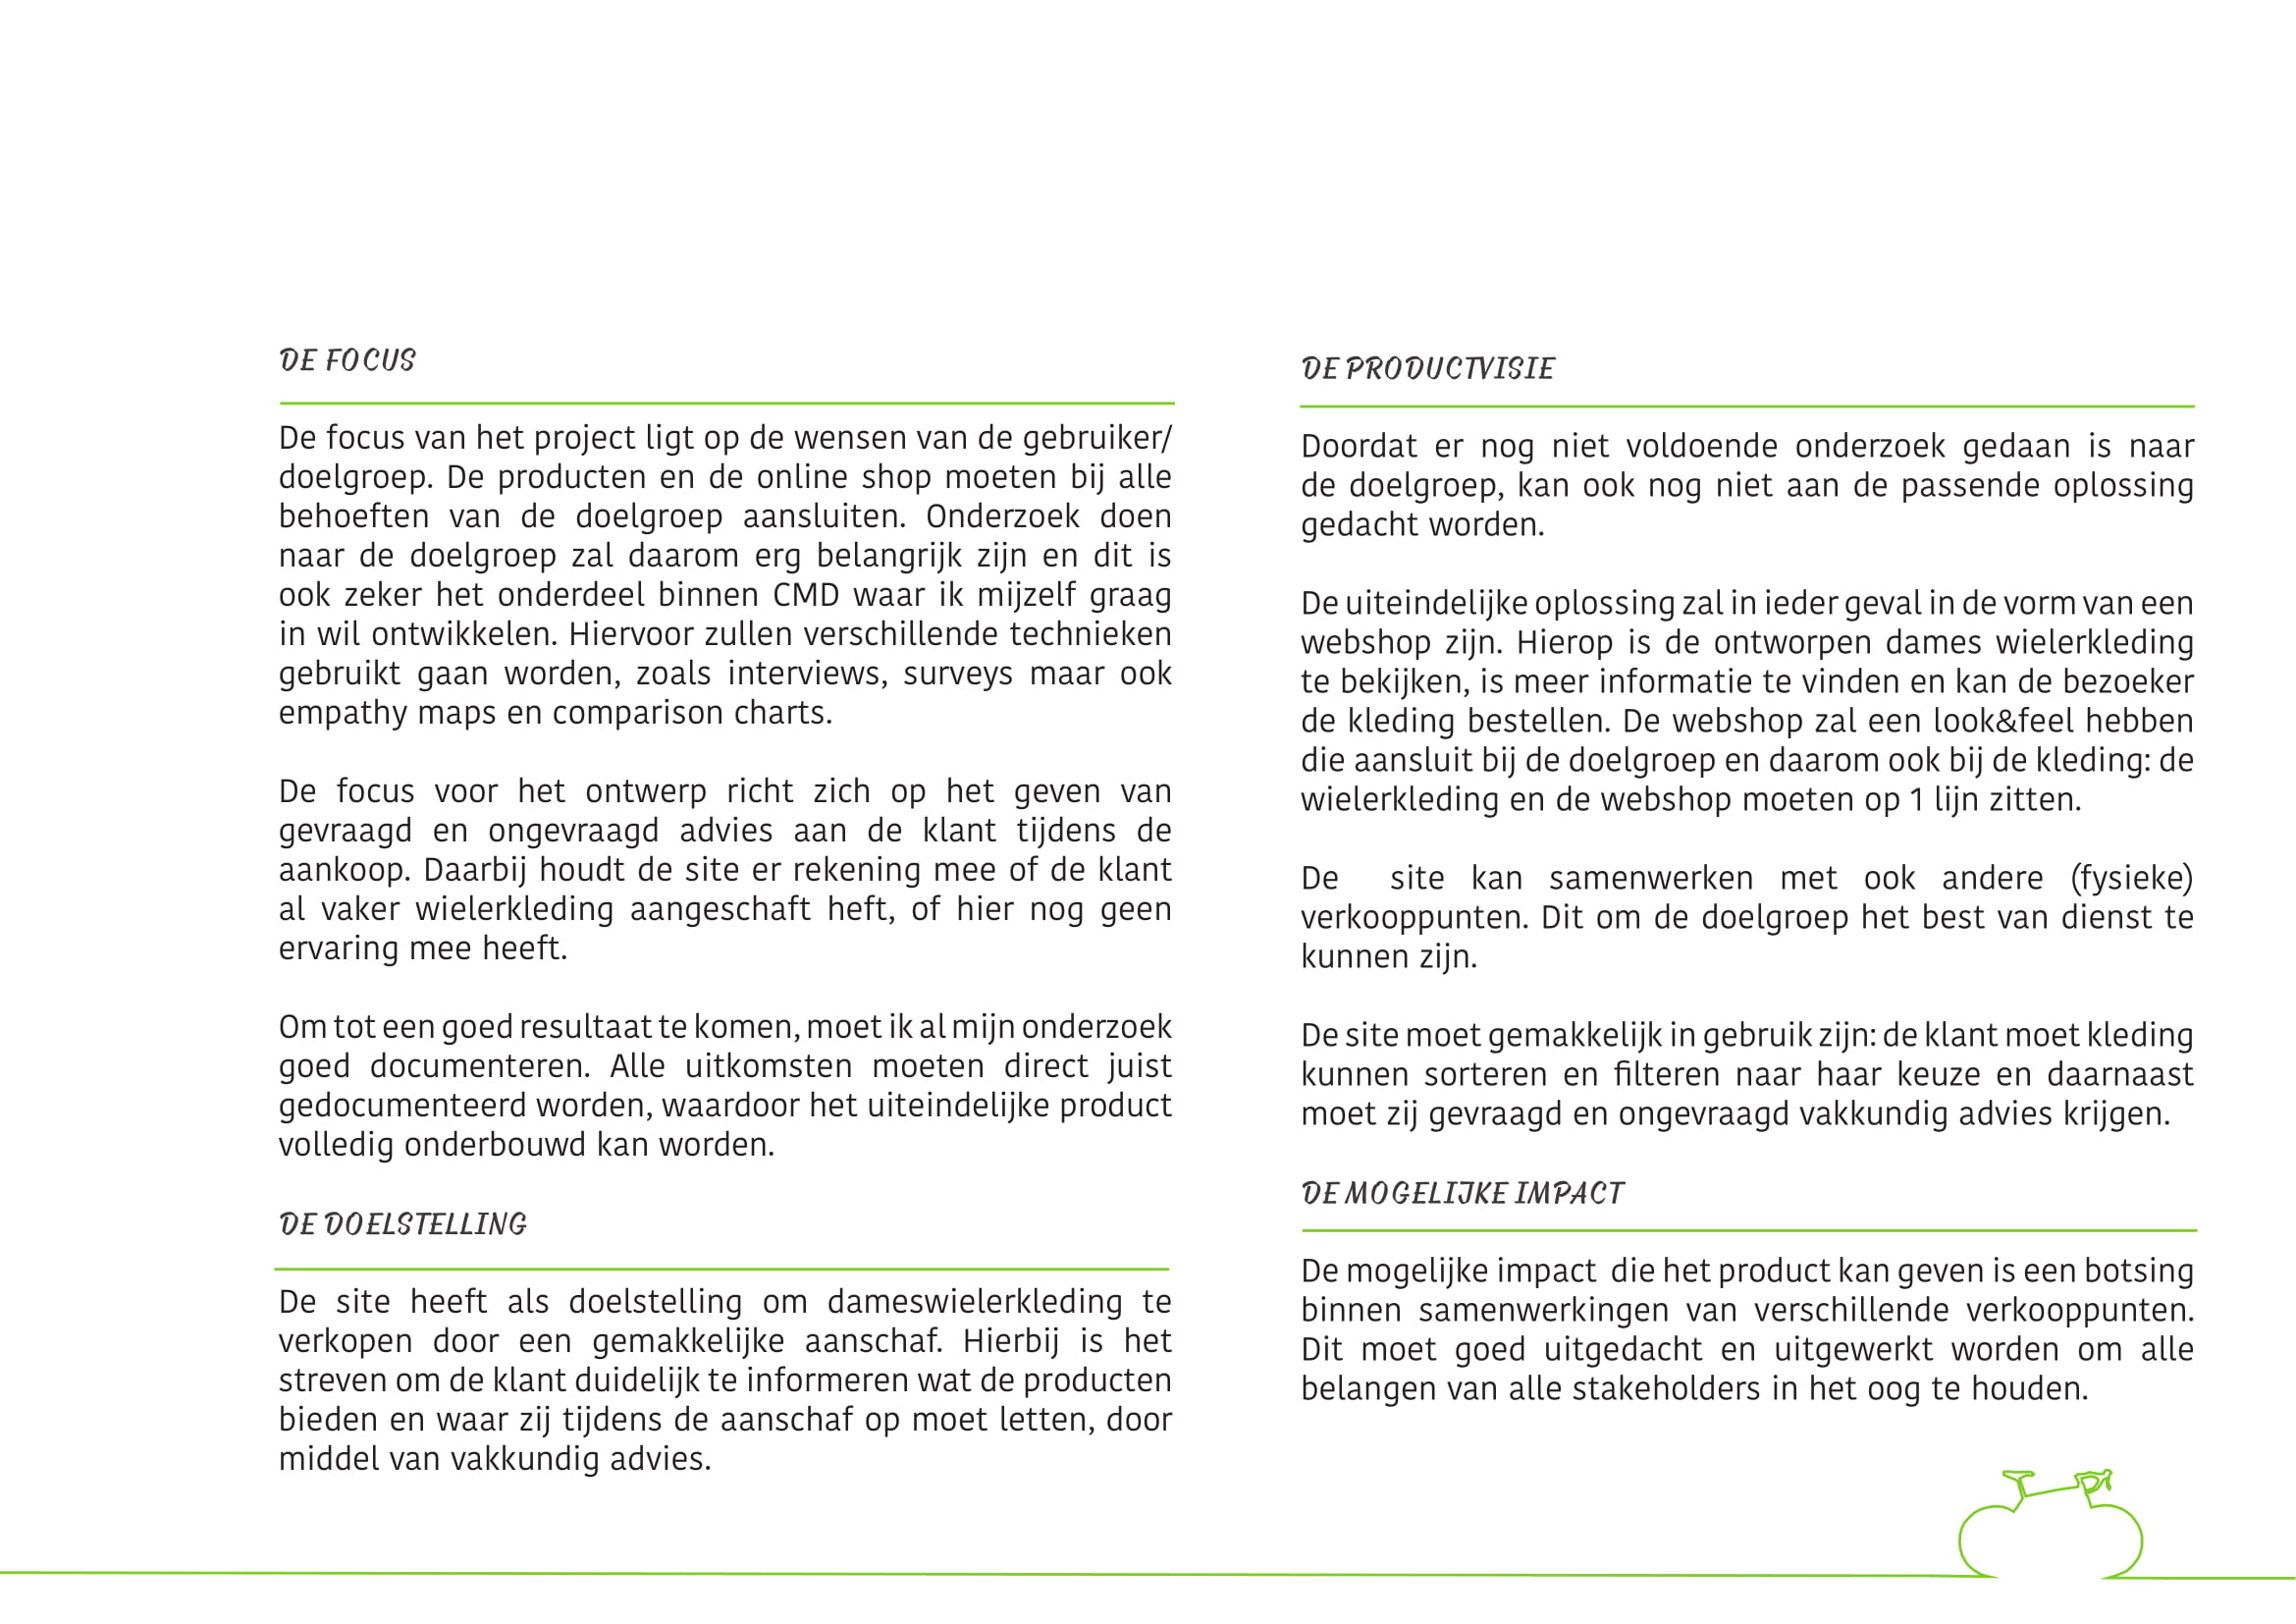 DE FOCUS
De focus van het project ligt op de wensen van de gebruiker/
doelgroep. De producten en de online shop moeten bij alle
behoeften van de doelgroep aansluiten. Onderzoek doen
naar de doelgroep zal daarom erg belangrijk zijn en dit is
ook zeker het onderdeel binnen CMD waar ik mijzelf graag
in wil ontwikkelen. Hiervoor zullen verschillende technieken
gebruikt gaan worden, zoals interviews, surveys maar ook
empathy maps en comparison charts.
De focus voor het ontwerp richt zich op het geven van
gevraagd en ongevraagd advies aan de klant tijdens de
aankoop. Daarbij houdt de site er rekening mee of de klant
al vaker wielerkleding aangeschaft heft, of hier nog geen
ervaring mee heeft.
Om tot een goed resultaat te komen, moet ik al mijn onderzoek
goed documenteren. Alle uitkomsten moeten direct juist
gedocumenteerd worden, waardoor het uiteindelijke product
volledig onderbouwd kan worden.
DE DOELSTELLING
De site heeft als doelstelling om dameswielerkleding te
verkopen door een gemakkelijke aanschaf. Hierbij is het
streven om de klant duidelijk te informeren wat de producten
bieden en waar zij tijdens de aanschaf op moet letten, door
middel van vakkundig advies.
DE PRODUCTVISIE
Doordat er nog niet voldoende onderzoek gedaan is naar
de doelgroep, kan ook nog niet aan de passende oplossing
gedacht worden.
De uiteindelijke oplossing zal in ieder geval in de vorm van een
webshop zijn. Hierop is de ontworpen dames wielerkleding
te bekijken, is meer informatie te vinden en kan de bezoeker
de kleding bestellen. De webshop zal een look&feel hebben
die aansluit bij de doelgroep en daarom ook bij de kleding: de
wielerkleding en de webshop moeten op 1 lijn zitten.
De site kan samenwerken met ook andere (fysieke)
verkooppunten. Dit om de doelgroep het best van dienst te
kunnen zijn.
De site moet gemakkelijk in gebruik zijn: de klant moet kleding
kunnen sorteren en filteren naar haar keuze en daarnaast
moet zij gevraagd en ongevraagd vakkundig advies krijgen.
DE MOGELIJKE IMPACT
De mogelijke impact die het product kan geven is een botsing
binnen samenwerkingen van verschillende verkooppunten.
Dit moet goed uitgedacht en uitgewerkt worden om alle
belangen van alle stakeholders in het oog te houden.